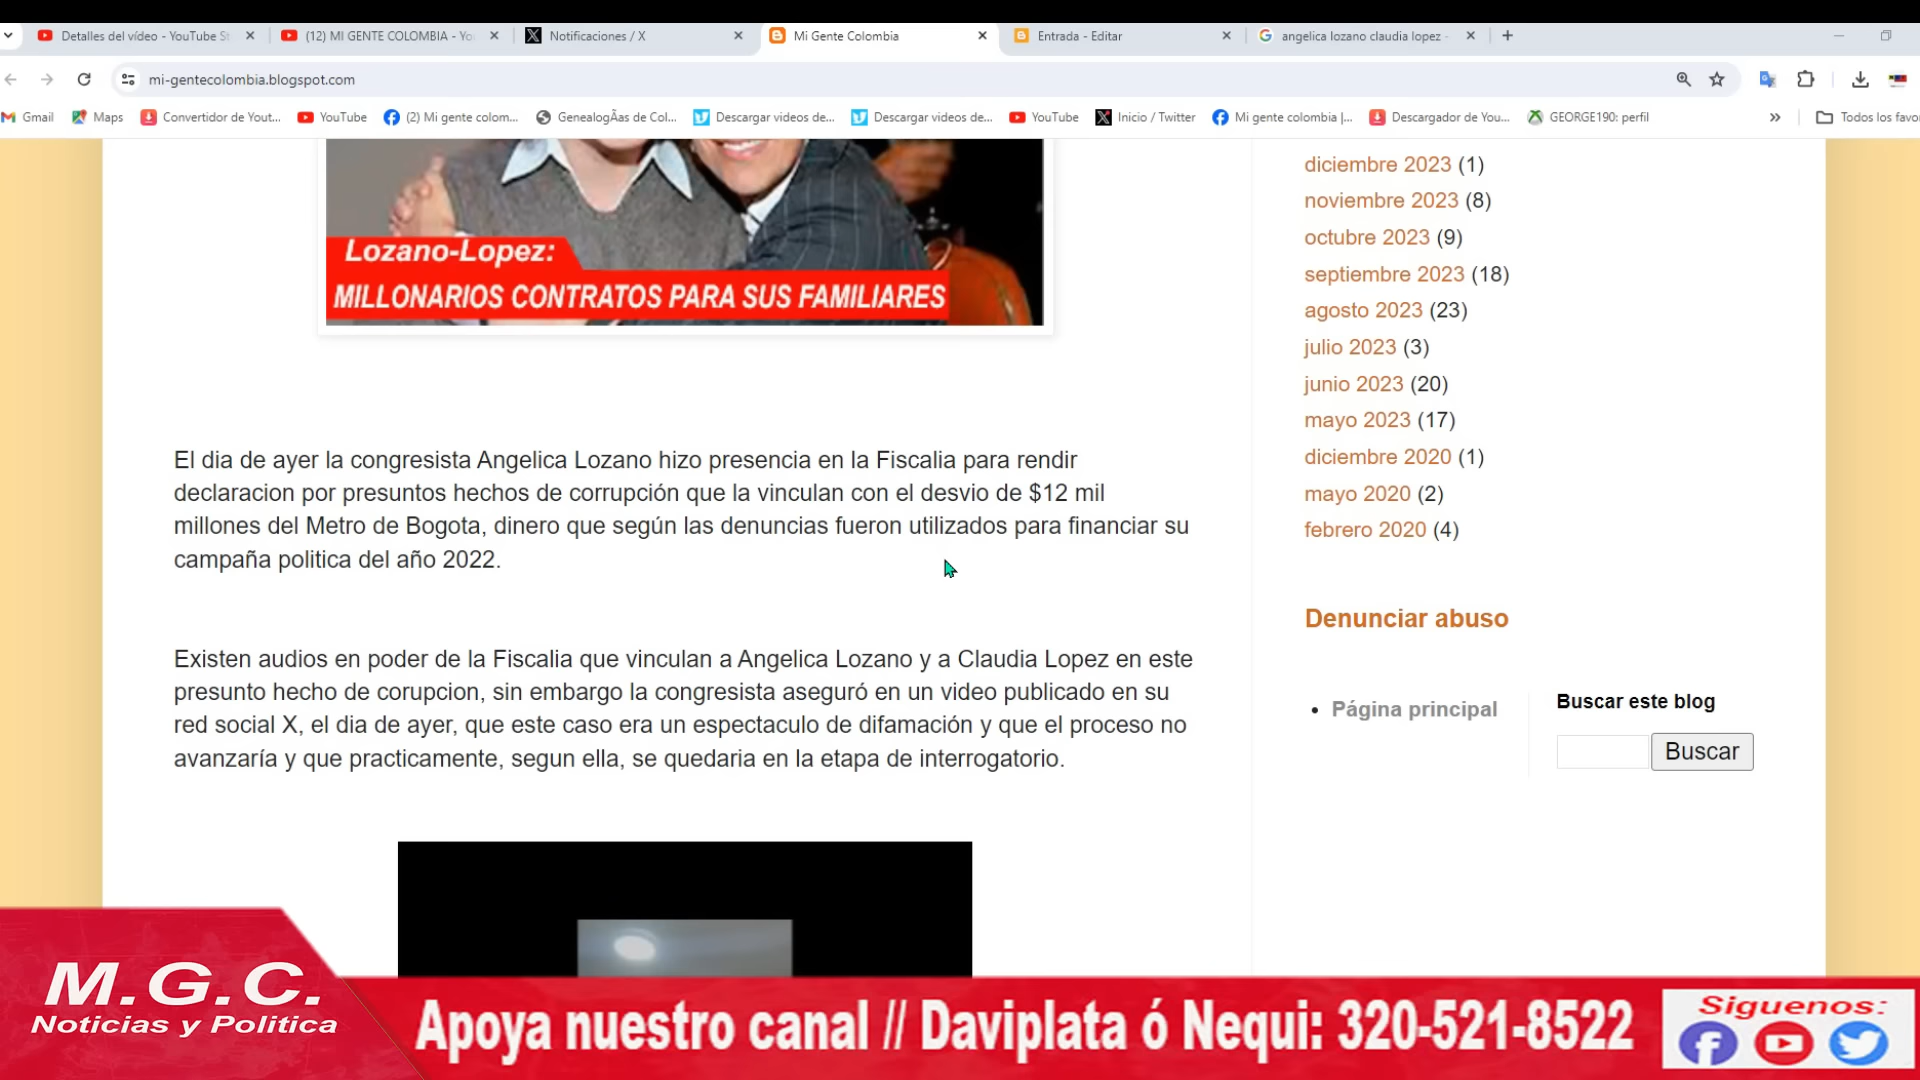 Detalles del vídeo - YouTube St
(12) MI GENTE COLOMBIA - Yo
Notificaciones / X
Mi Gente Colombia
Entrada - Editar
angelica lozano claudia lopez -
mi-gentecolombia.blogspot.com
Gmail
Maps
Convertidor de Yout...
YouTube
(2) Mi gente colom...
GenealogÃas de Col...
Descargar videos de...
Descargar videos de...
YouTube
Inicio / Twitter
Mi gente colombia |...
Descargador de You...
GEORGE190: perfil
»
Todos los favo
Lozano-Lopez:
MILLONARIOS CONTRATOS PARA SUS FAMILIARES
El dia de ayer la congresista Angelica Lozano hizo presencia en la Fiscalia para rendir
declaracion por presuntos hechos de corrupción que la vinculan con el desvio de $12 mil
millones del Metro de Bogota, dinero que según las denuncias fueron utilizados para financiar su
campaña politica del año 2022.
Existen audios en poder de la Fiscalia que vinculan a Angelica Lozano y a Claudia Lopez en este
presunto hecho de corupcion, sin embargo la congresista aseguró en un video publicado en su
red social X, el dia de ayer, que este caso era un espectaculo de difamación y que el proceso no
avanzaría y que practicamente, segun ella, se quedaria en la etapa de interrogatorio.
diciembre 2023 (1)
noviembre 2023 (8)
octubre 2023 (9)
septiembre 2023 (18)
agosto 2023 (23)
julio 2023 (3)
junio 2023 (20)
mayo 2023 (17)
diciembre 2020 (1)
mayo 2020 (2)
febrero 2020 (4)
Denunciar abuso
Página principal
Buscar este blog
Buscar
M.G.C.
Noticias y Politica
Apoya nuestro canal // Daviplata ó Nequi: 320-521-8522
Siguenos: